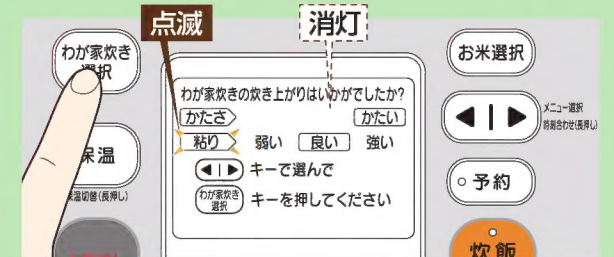 点滅
消灯
わが家炊き
選択
わが家炊きの炊き上がりはいかがでしたか?
かたさ
かたい
粘り 弱い 良い 強い
◀|▶ キーで選んで
わが家炊き
選択
キーを押してください
保温
保温切替(長押し)
お米選択
◀|▶
メニュー選択
時刻合わせ(長押し)
予約
炊飯